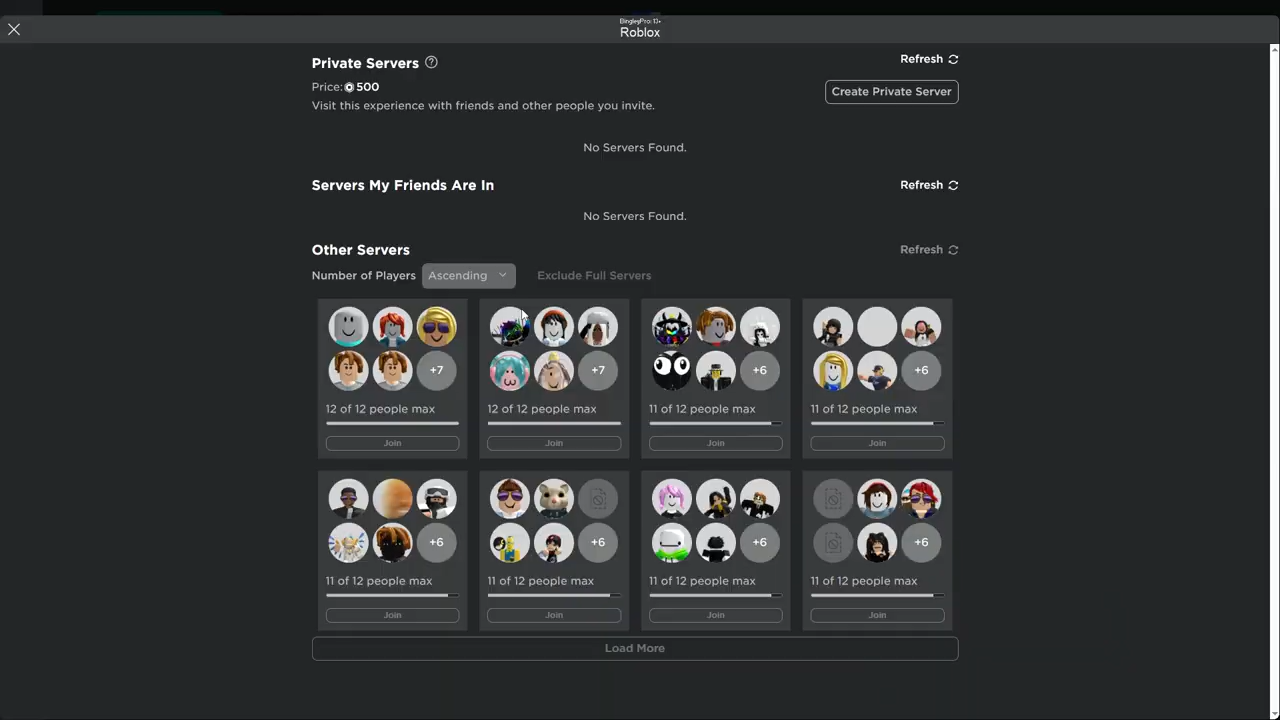 BingleyPro: 13+
Roblox
Private Servers
Refresh
Price: 500
Create Private Server
Visit this experience with friends and other people you invite.
No Servers Found.
Servers My Friends Are In
Refresh
No Servers Found.
Other Servers
Refresh
Number of Players Ascending Exclude Full Servers
+7 +7 +6 +6
12 of 12 people max 12 of 12 people max 11 of 12 people max 11 of 12 people max
Join Join Join Join
+6 +6 +6 +6
11 of 12 people max 11 of 12 people max 11 of 12 people max 11 of 12 people max
Join Join Join Join
Load More